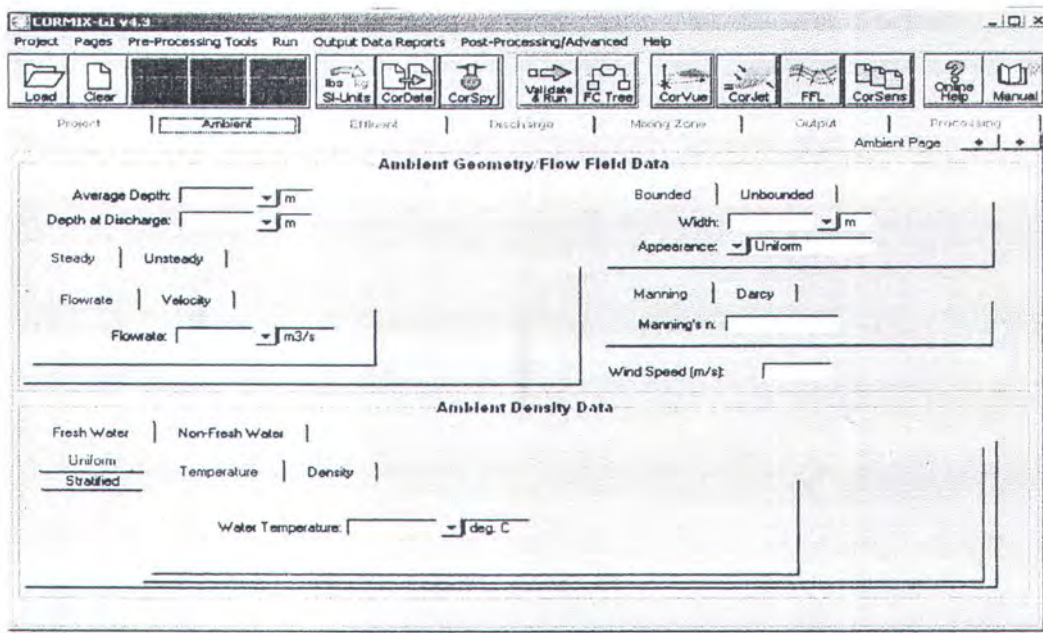 CORMIX-GI v4.3
Project Pages Pre-Processing Tools Run Output Data Reports Post-Processing/Advanced Help
lbs kg
Load Clear SI-Units CorData CorSpy Validate & Run FC Tree CorVue CorJet FFL CorSens Online Help Manual
Project Ambient Effluent Discharge Mixing Zone Output Processing
Ambient Page
Ambient Geometry/Flow Field Data
Average Depth: m
Depth at Discharge: m
Steady Unsteady
Flowrate Velocity
Flowrate: m3/s
Bounded Unbounded
Width: m
Appearance: Uniform
Manning Darcy
Manning's n:
Wind Speed (m/s):
Ambient Density Data
Fresh Water Non-Fresh Water
Uniform
Stratified
Temperature Density
Water Temperature: deg. C